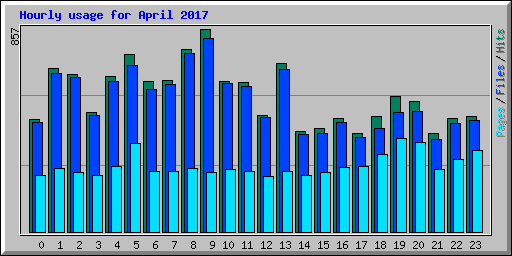 Hourly usage for April 2017
857
Pages/Files/Hits
0 1 2 3 4 5 6 7 8 9 10 11 12 13 14 15 16 17 18 19 20 21 22 23